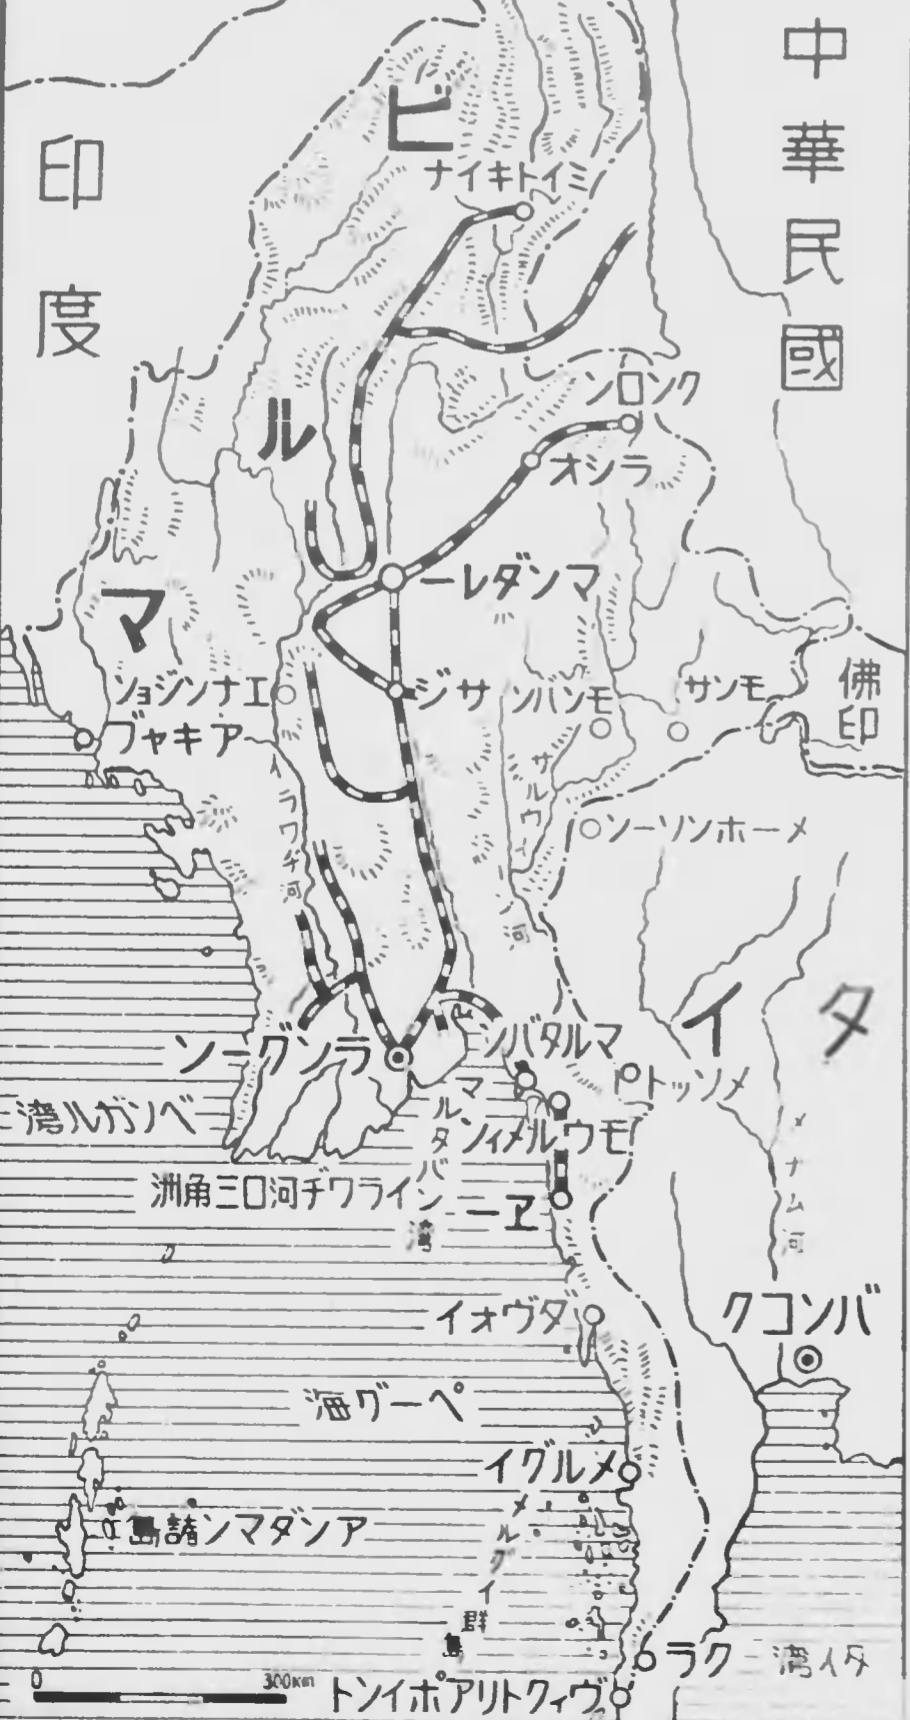 中華民國
印度
ビルマ
ミイトキイナ
クンロン
ラシオ
マンダレー
エナンジョン
サジ
モンパン
モンサ
アキャブ
佛印
イラワヂ河
サルウィン河
メーホンソーン
タイ
ラングーン
マルタバン
メソット
モウルメィン
ベンガル湾
マルタバン湾
イラワヂ河口三角洲
ヱー
メナム河
ダヴォイ
バンコク
ペーグ海
メルグイ
メルグイ群島
アンダマン諸島
クラ
タイ湾
ヴィクトリアポイント
0 300km